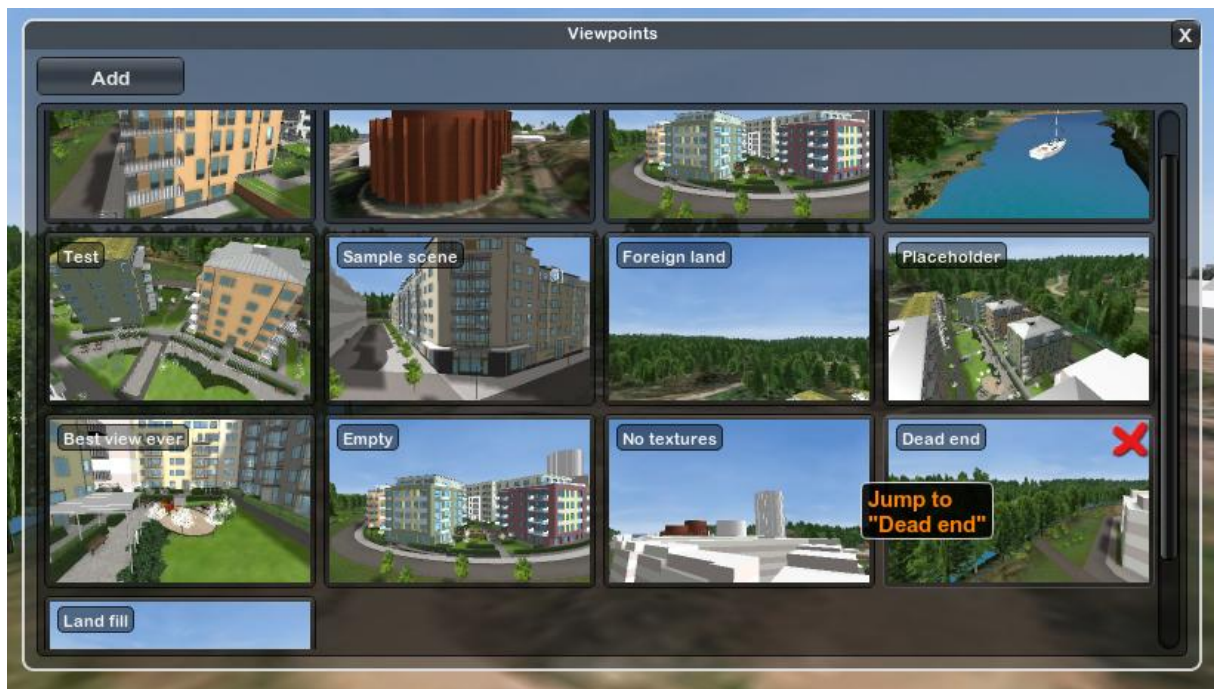 Viewpoints
X
Add
Test
Sample scene
Foreign land
Placeholder
Best view ever
Empty
No textures
Dead end
Jump to
"Dead end"
Land fill